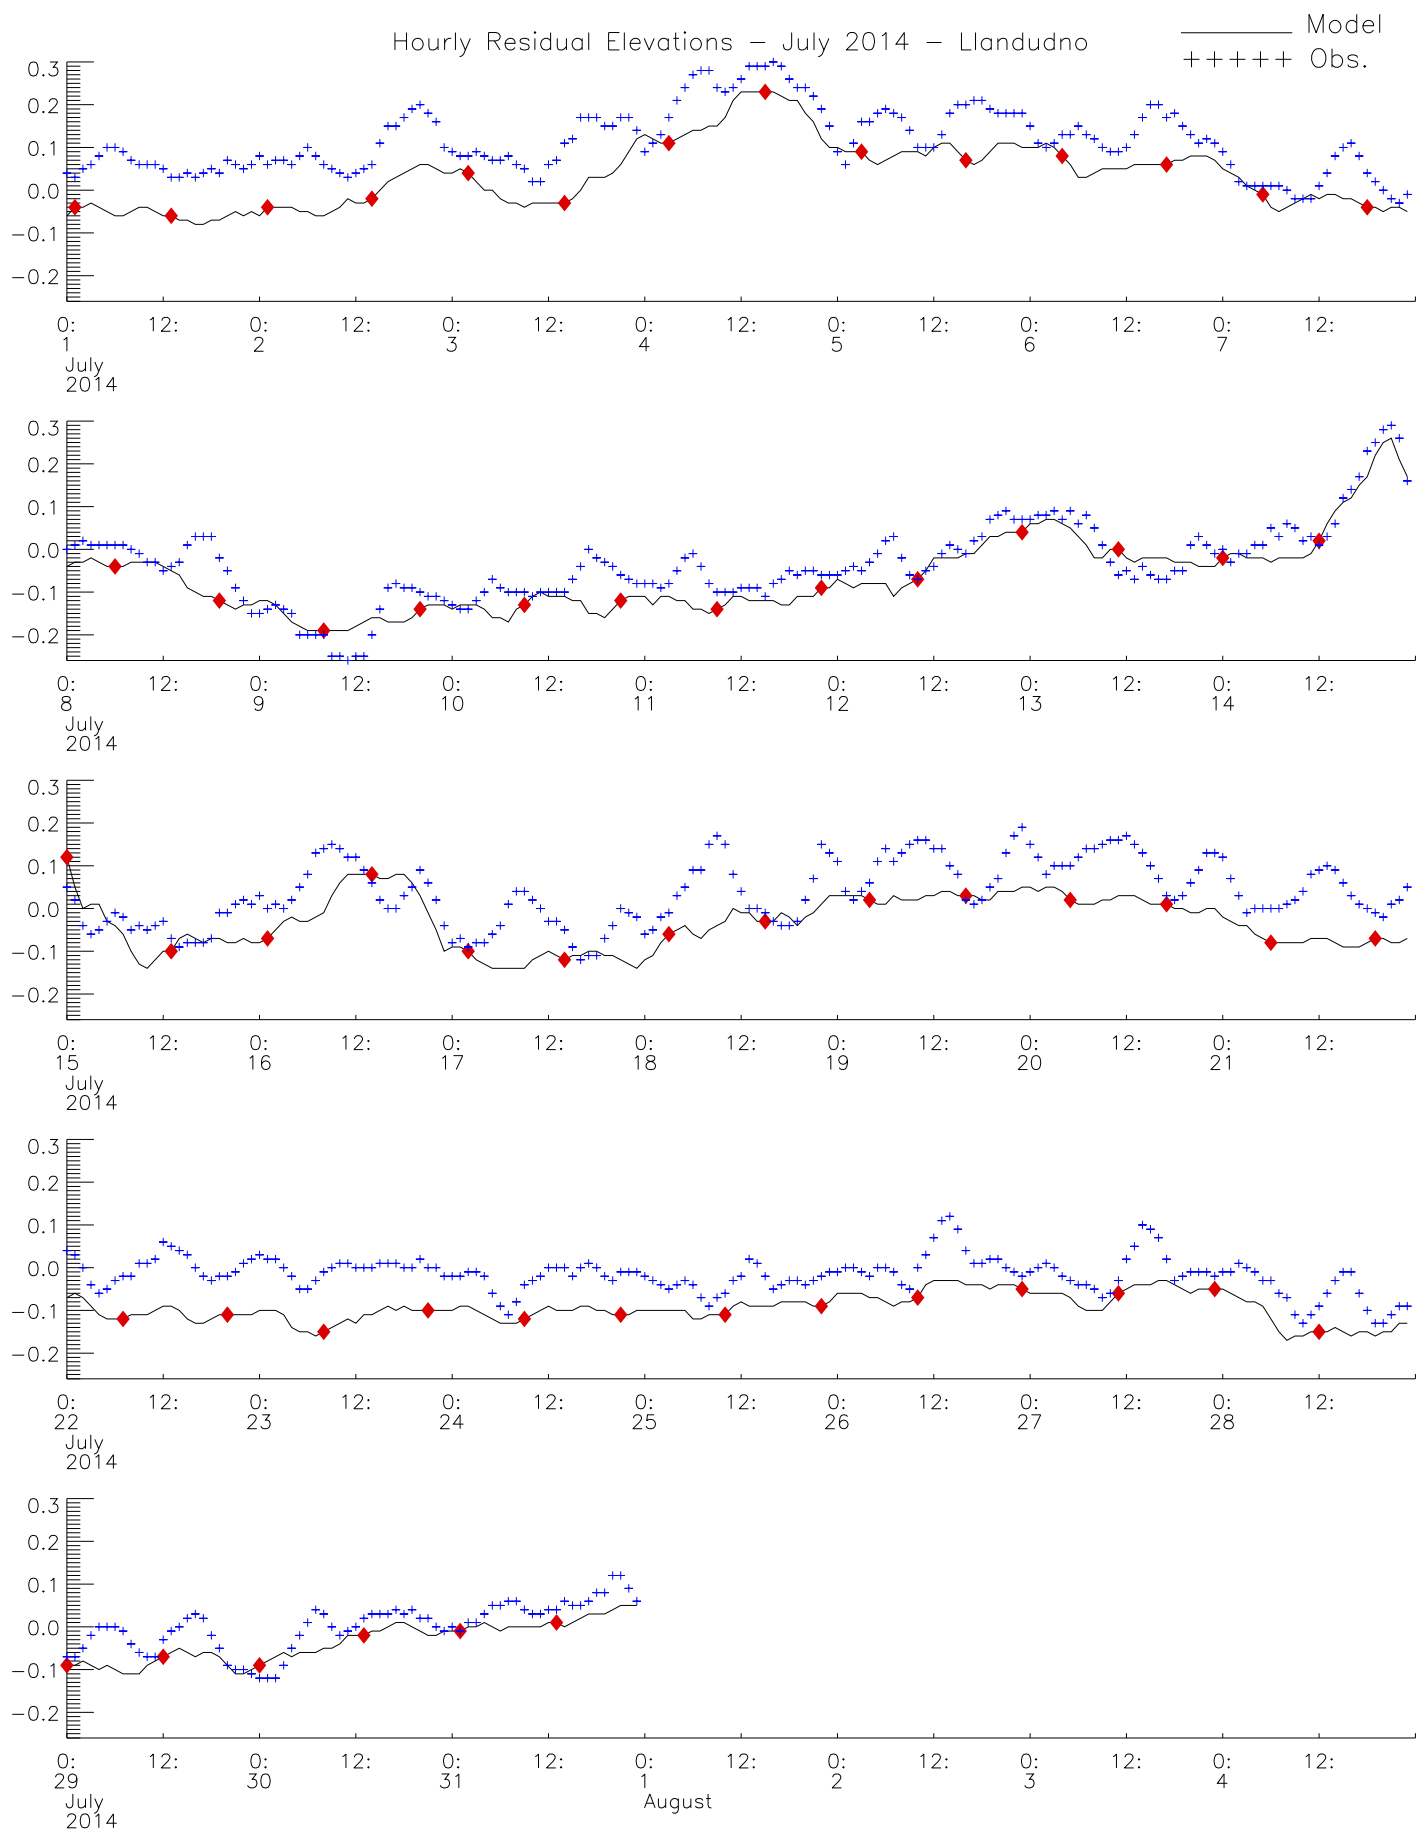 Hourly Residual Elevations – July 2014 – Llandudno
Model
+++++ Obs.
0.3
0.2
0.1
0.0
−0.1
−0.2
0: 12: 0: 12: 0: 12: 0: 12: 0: 12: 0: 12: 0: 12:
1 2 3 4 5 6 7
July
2014
0.3
0.2
0.1
0.0
−0.1
−0.2
0: 12: 0: 12: 0: 12: 0: 12: 0: 12: 0: 12: 0: 12:
8 9 10 11 12 13 14
July
2014
0.3
0.2
0.1
0.0
−0.1
−0.2
0: 12: 0: 12: 0: 12: 0: 12: 0: 12: 0: 12: 0: 12:
15 16 17 18 19 20 21
July
2014
0.3
0.2
0.1
0.0
−0.1
−0.2
0: 12: 0: 12: 0: 12: 0: 12: 0: 12: 0: 12: 0: 12:
22 23 24 25 26 27 28
July
2014
0.3
0.2
0.1
0.0
−0.1
−0.2
0: 12: 0: 12: 0: 12: 0: 12: 0: 12: 0: 12: 0: 12:
29 30 31 1 2 3 4
July August
2014